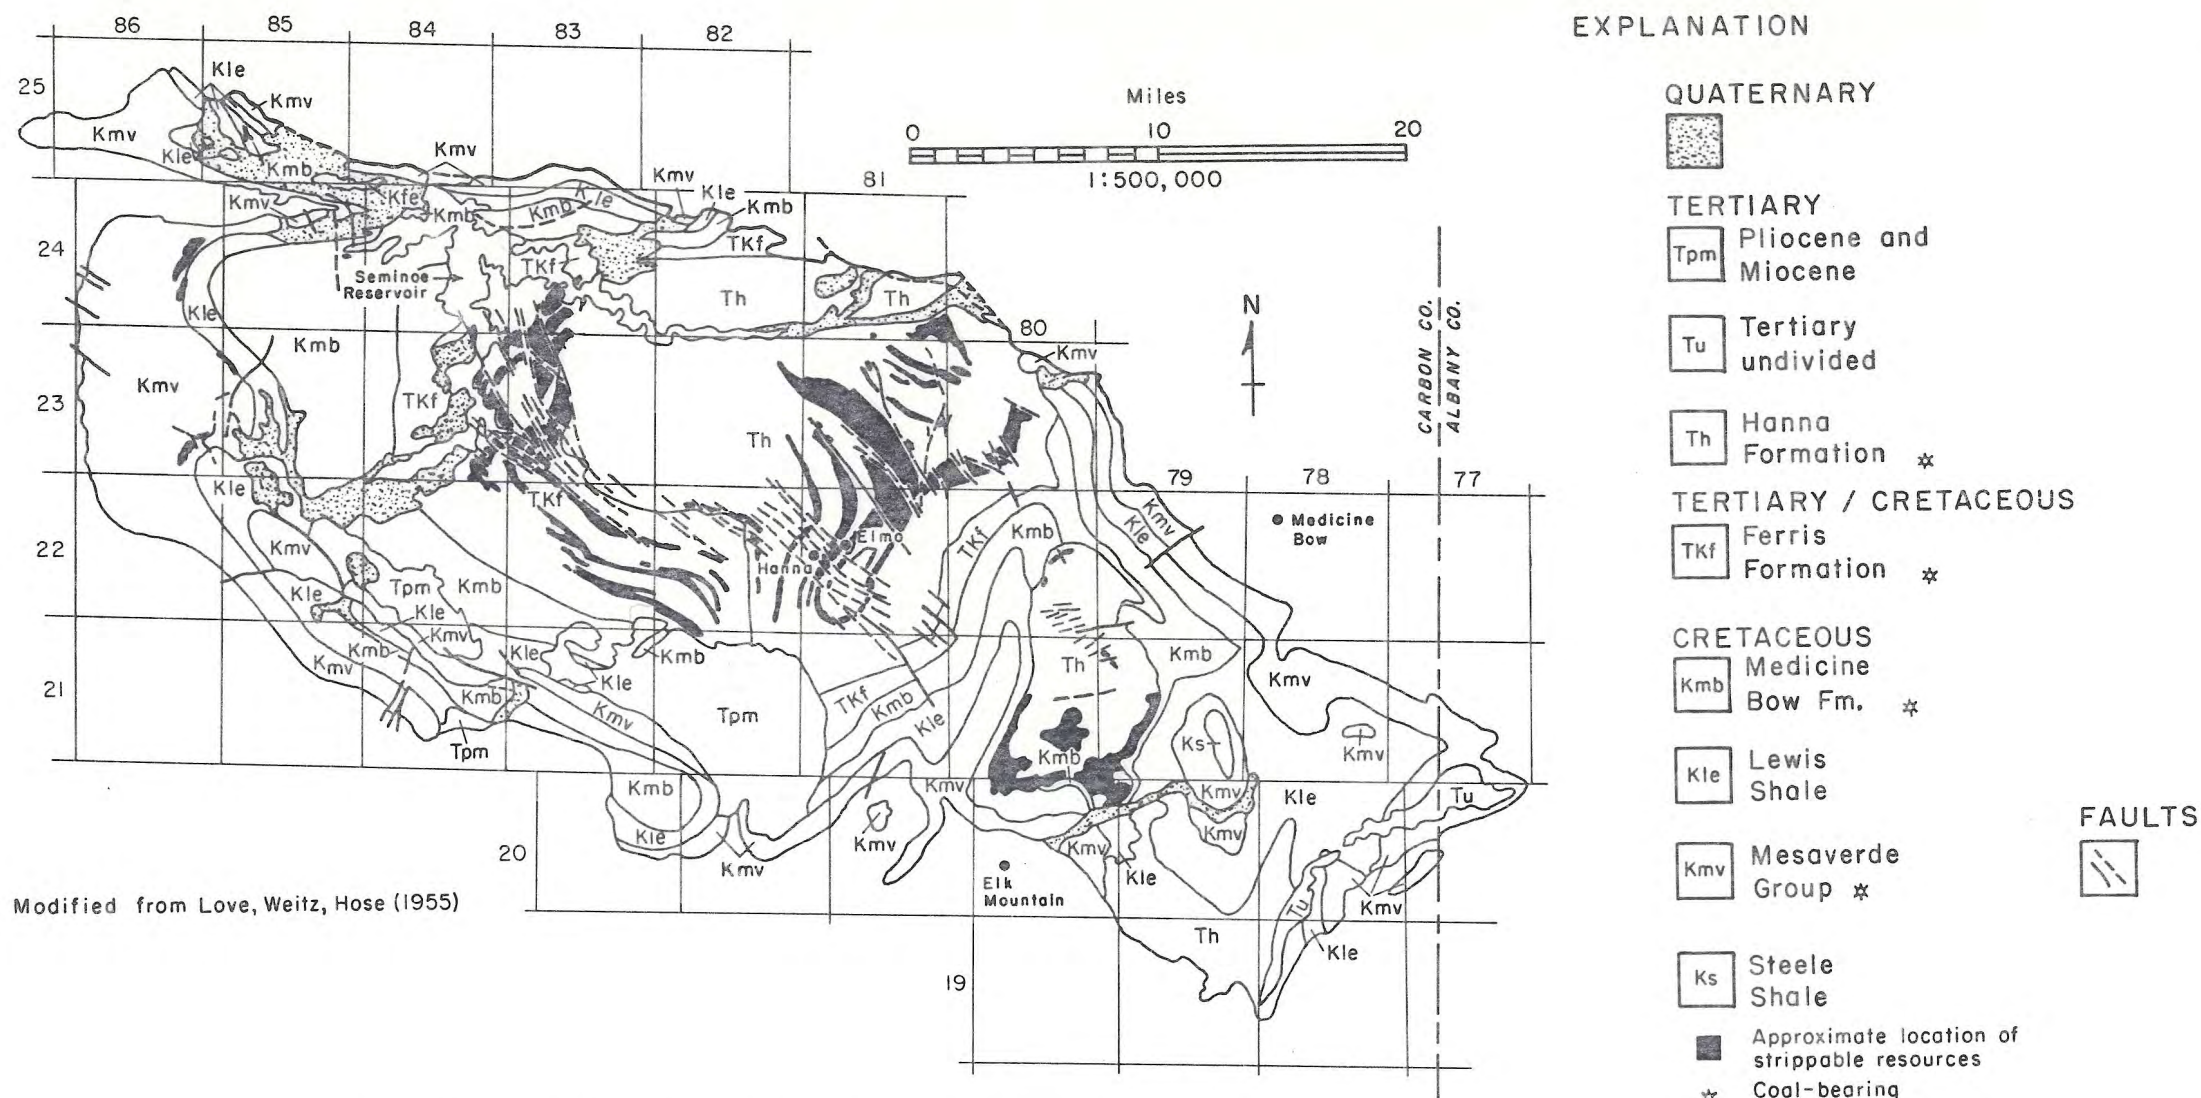 86 85 84 83 82
25
Kle
Kmv
Kmv
Kle
Kmb
Kmv
Kmv
Kle
Kmb
Kmv
Kfe
Kmb
Kmb
Kle
TKf
81
Miles
0 10 20
1:500,000
24
Seminoe
Reservoir
TKf
Th
Th
Kle
80
Kmv
N
CARBON CO.
ALBANY CO.
Kmb
Kmv
23
TKf
Th
79 78 77
Kle
TKf
Kmv
Kle
Medicine
Bow
22
Kmv
Elmo
Hanna
TKf
Kmb
Tpm
Kmb
Kle
Kle
Kmv
Kmb
Kmv
Kle
Kmb
Kle
Th
Kmb
Kmv
21
Kmb
Kmv
Tpm
TKf
Kmb
Kle
Tpm
Ks
Kmv
Kmb
Kmb
Kmv
Kmv
Kle
Tu
Kle
Kmv
Kmv
Kmv
Kmv
Kle
20
Elk
Mountain
Tu
Kmv
Modified from Love, Weitz, Hose (1955)
Th
Kle
19
EXPLANATION
QUATERNARY
TERTIARY
Tpm Pliocene and
Miocene
Tu Tertiary
undivided
Th Hanna
Formation ✡
TERTIARY / CRETACEOUS
TKf Ferris
Formation ✡
CRETACEOUS
Kmb Medicine
Bow Fm. ✡
Kle Lewis
Shale
FAULTS
Kmv Mesaverde
Group ✡
Ks Steele
Shale
Approximate location of
strippable resources
✡ Coal-bearing